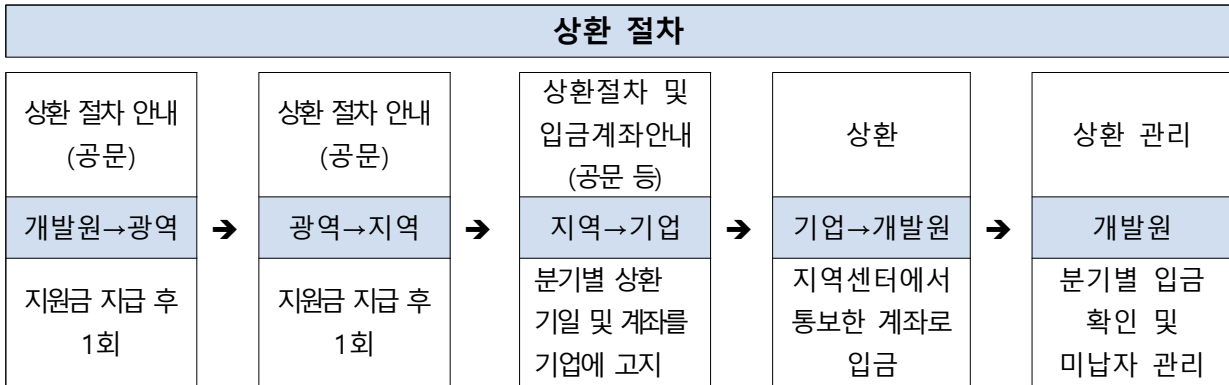 상환 절차
상환 절차 안내
(공문)
개발원→광역
지원금 지급 후
1회
➔
상환 절차 안내
(공문)
광역→지역
지원금 지급 후
1회
➔
상환절차 및
입금계좌안내
(공문 등)
지역→기업
분기별 상환
기일 및 계좌를
기업에 고지
➔
상환
기업→개발원
지역센터에서
통보한 계좌로
입금
➔
상환 관리
개발원
분기별 입금
확인 및
미납자 관리